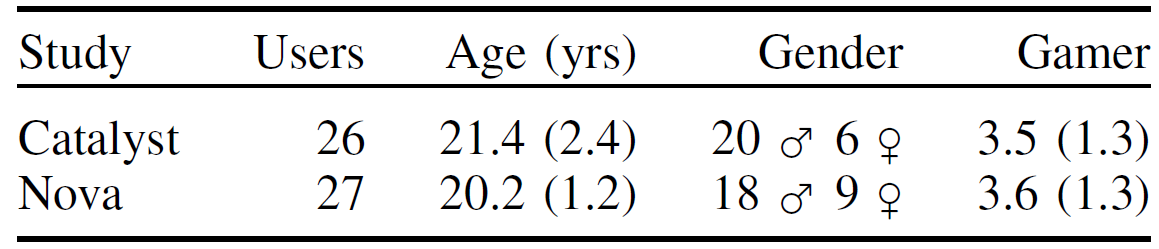 Study Users Age (yrs) Gender Gamer
Catalyst 26 21.4 (2.4) 20 ♂ 6 ♀ 3.5 (1.3)
Nova 27 20.2 (1.2) 18 ♂ 9 ♀ 3.6 (1.3)